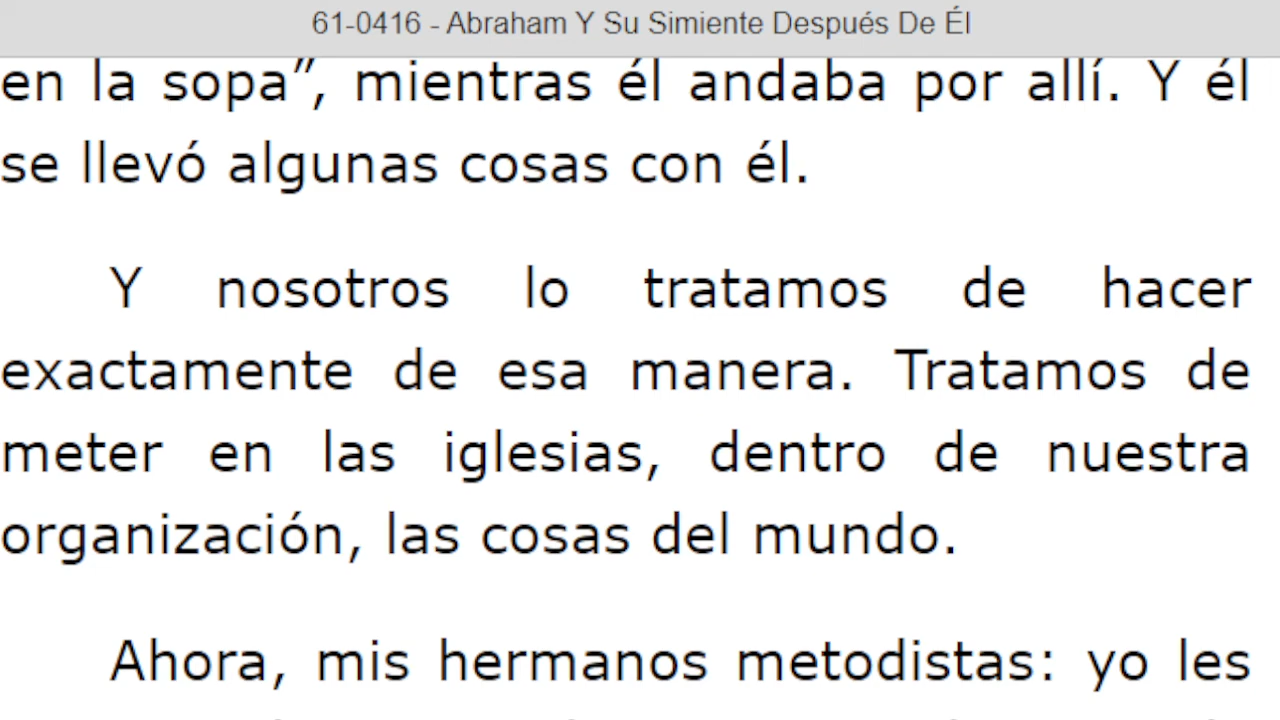 61-0416 - Abraham Y Su Simiente Después De Él
en la sopa”, mientras él andaba por allí. Y él
se llevó algunas cosas con él.
Y nosotros lo tratamos de hacer
exactamente de esa manera. Tratamos de
meter en las iglesias, dentro de nuestra
organización, las cosas del mundo.
Ahora, mis hermanos metodistas: yo les